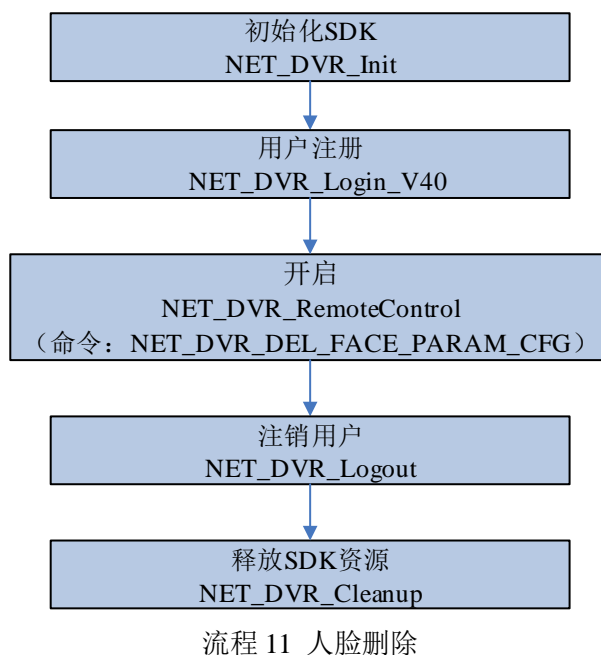 初始化SDK
NET_DVR_Init
用户注册
NET_DVR_Login_V40
开启
NET_DVR_RemoteControl
（命令：NET_DVR_DEL_FACE_PARAM_CFG）
注销用户
NET_DVR_Logout
释放SDK资源
NET_DVR_Cleanup
流程 11 人脸删除